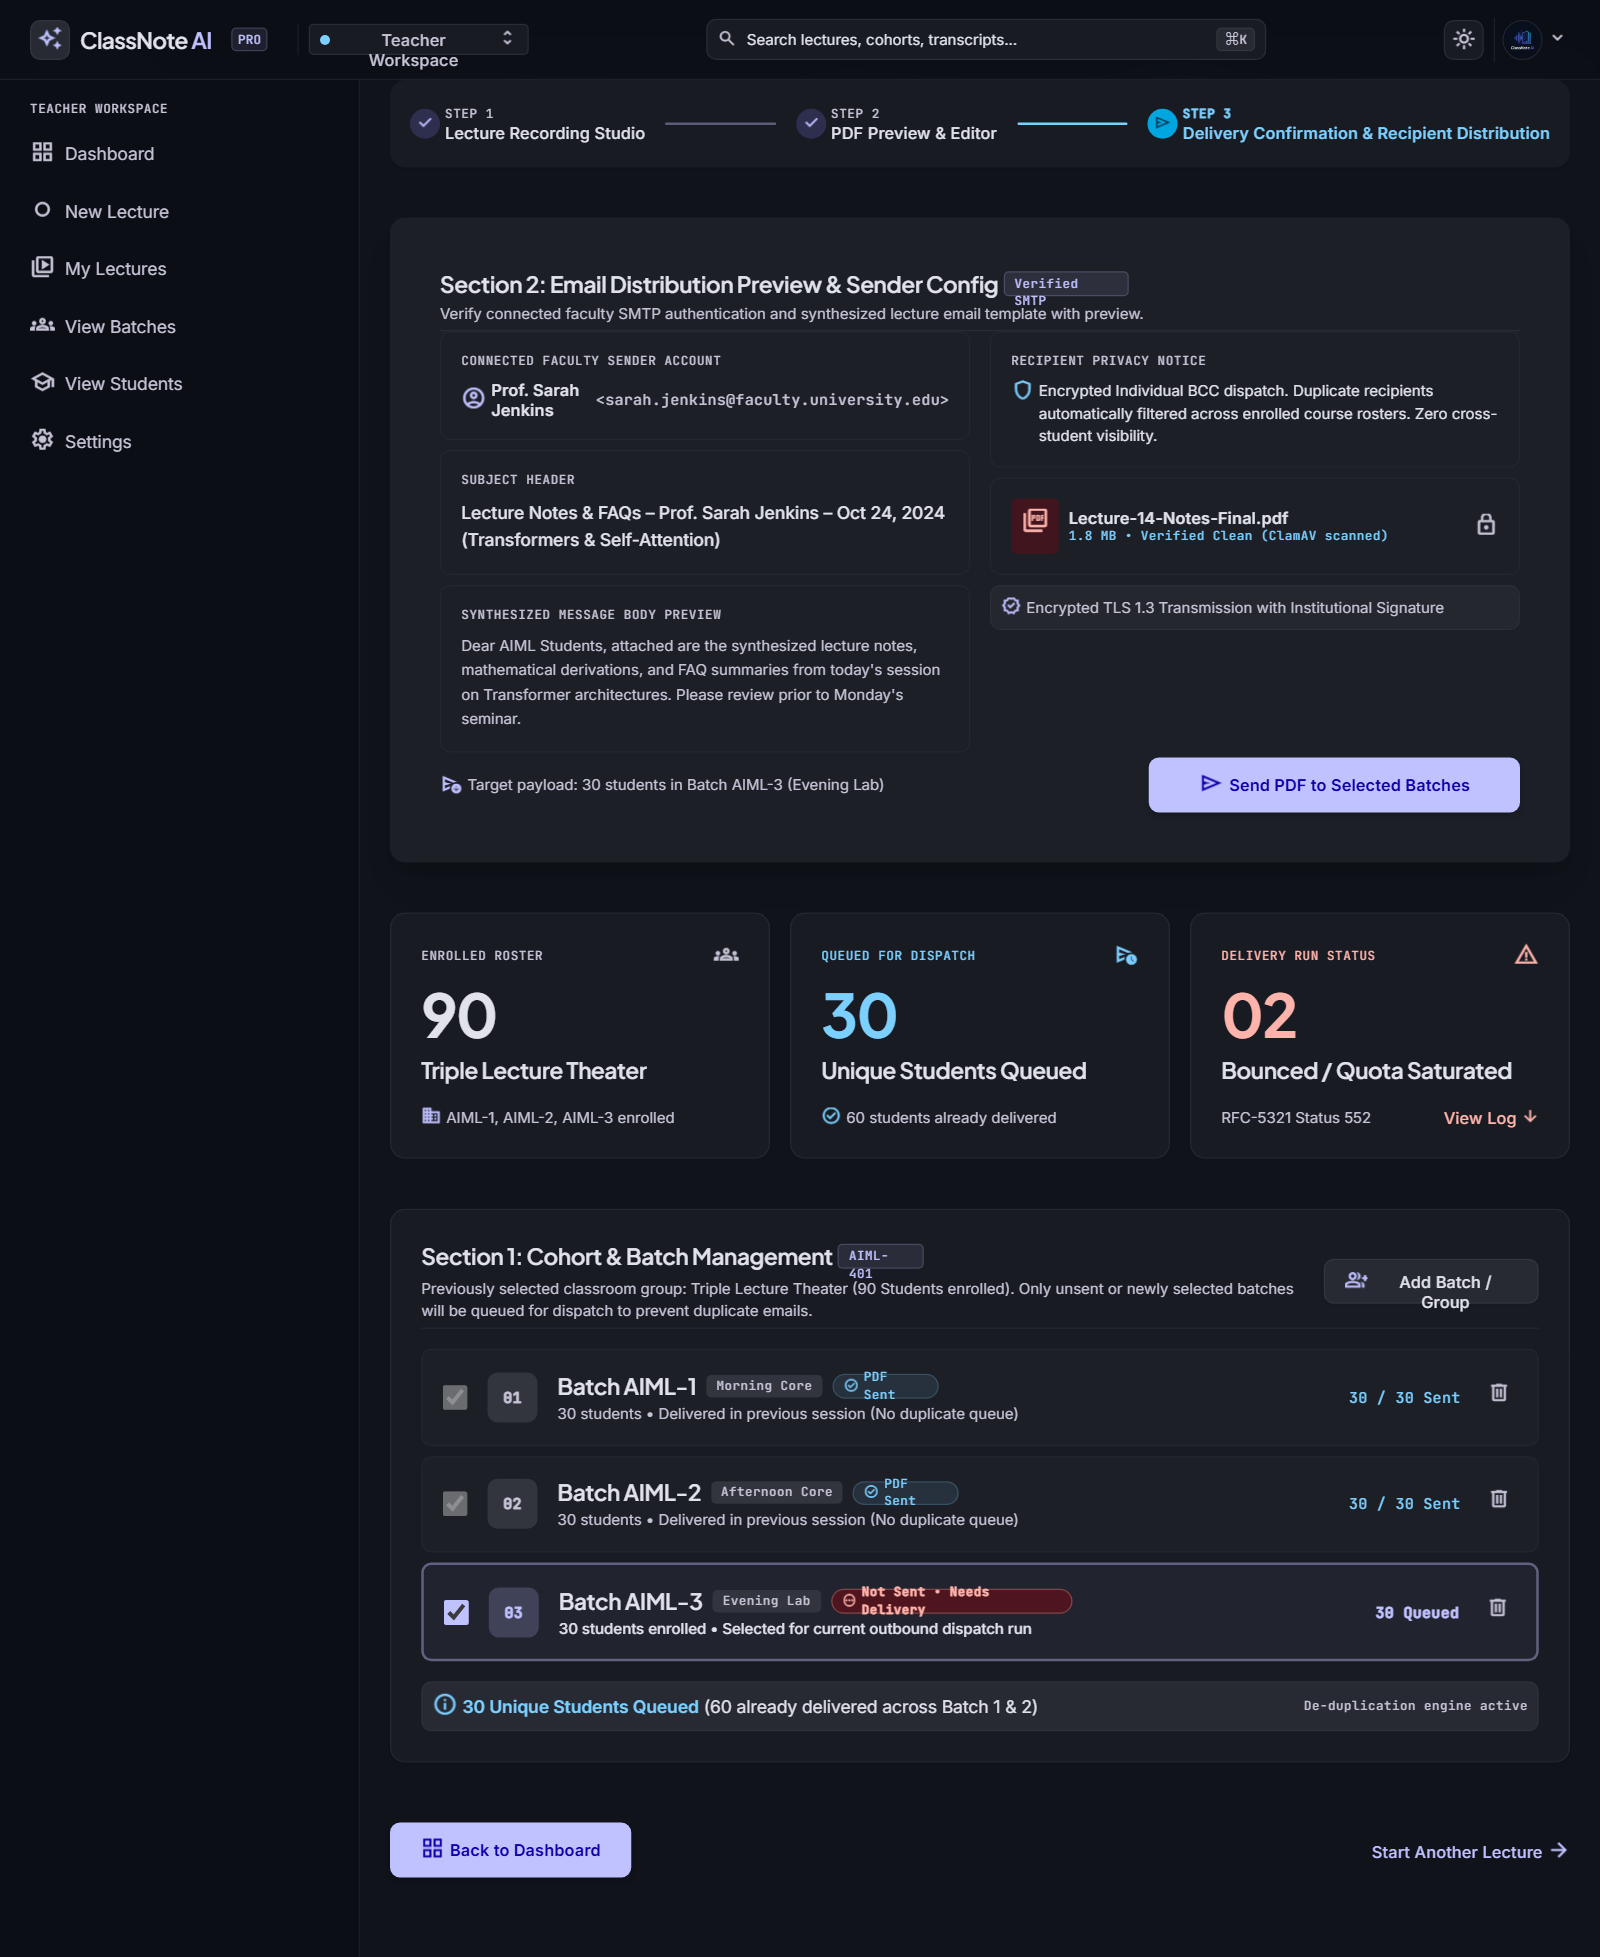 ClassNote AI PRO
Teacher
Workspace
Search lectures, cohorts, transcripts...
⌘K
TEACHER WORKSPACE
Dashboard
New Lecture
My Lectures
View Batches
View Students
Settings
STEP 1
Lecture Recording Studio
STEP 2
PDF Preview & Editor
STEP 3
Delivery Confirmation & Recipient Distribution
Section 2: Email Distribution Preview & Sender Config
Verified
SMTP
Verify connected faculty SMTP authentication and synthesized lecture email template with preview.
CONNECTED FACULTY SENDER ACCOUNT
Prof. Sarah
Jenkins
<sarah.jenkins@faculty.university.edu>
SUBJECT HEADER
Lecture Notes & FAQs – Prof. Sarah Jenkins – Oct 24, 2024
(Transformers & Self-Attention)
SYNTHESIZED MESSAGE BODY PREVIEW
Dear AIML Students, attached are the synthesized lecture notes,
mathematical derivations, and FAQ summaries from today's session
on Transformer architectures. Please review prior to Monday's
seminar.
RECIPIENT PRIVACY NOTICE
Encrypted Individual BCC dispatch. Duplicate recipients
automatically filtered across enrolled course rosters. Zero cross-
student visibility.
PDF
Lecture-14-Notes-Final.pdf
1.8 MB • Verified Clean (ClamAV scanned)
Encrypted TLS 1.3 Transmission with Institutional Signature
Target payload: 30 students in Batch AIML-3 (Evening Lab)
Send PDF to Selected Batches
ENROLLED ROSTER
90
Triple Lecture Theater
AIML-1, AIML-2, AIML-3 enrolled
QUEUED FOR DISPATCH
30
Unique Students Queued
60 students already delivered
DELIVERY RUN STATUS
02
Bounced / Quota Saturated
RFC-5321 Status 552
View Log
Section 1: Cohort & Batch Management
AIML-
401
Previously selected classroom group: Triple Lecture Theater (90 Students enrolled). Only unsent or newly selected batches
will be queued for dispatch to prevent duplicate emails.
Add Batch /
Group
01
Batch AIML-1
Morning Core
PDF
Sent
30 students • Delivered in previous session (No duplicate queue)
30 / 30 Sent
02
Batch AIML-2
Afternoon Core
PDF
Sent
30 students • Delivered in previous session (No duplicate queue)
30 / 30 Sent
03
Batch AIML-3
Evening Lab
Not Sent • Needs
Delivery
30 students enrolled • Selected for current outbound dispatch run
30 Queued
30 Unique Students Queued (60 already delivered across Batch 1 & 2)
De-duplication engine active
Back to Dashboard
Start Another Lecture